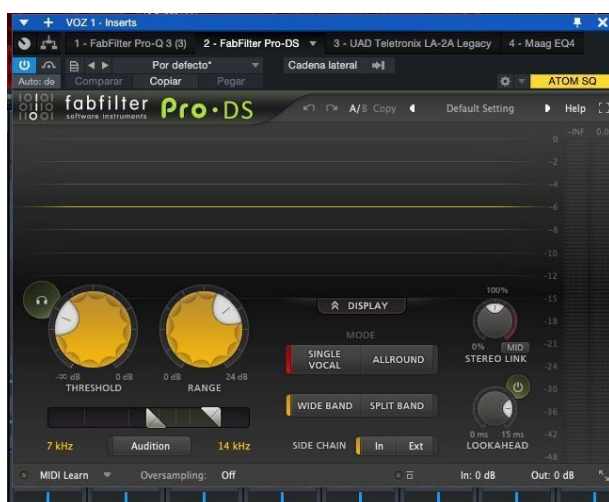 VOZ 1 · Inserts
1 - FabFilter Pro-Q 3 (3) 2 - FabFilter Pro-DS 3 - UAD Teletronix LA-2A Legacy 4 - Maag EQ4
Por defecto* Cadena lateral
Auto: de Comparar Copiar Pegar ATOM SQ
fabfilter Pro·DS A/B Copy Default Setting Help
software instruments
-INF 0.0
0
-2
-4
-6
-8
-10
-12
-15
-18
-21
-24
-30
-36
-42
-48
DISPLAY
100%
MODE
0% MID
STEREO LINK
SINGLE VOCAL ALLROUND
-∞ dB 0 dB 0 dB 24 dB
THRESHOLD RANGE
WIDE BAND SPLIT BAND
0 ms 15 ms
LOOKAHEAD
7 kHz Audition 14 kHz SIDE CHAIN In Ext
MIDI Learn Oversampling: Off In: 0 dB Out: 0 dB